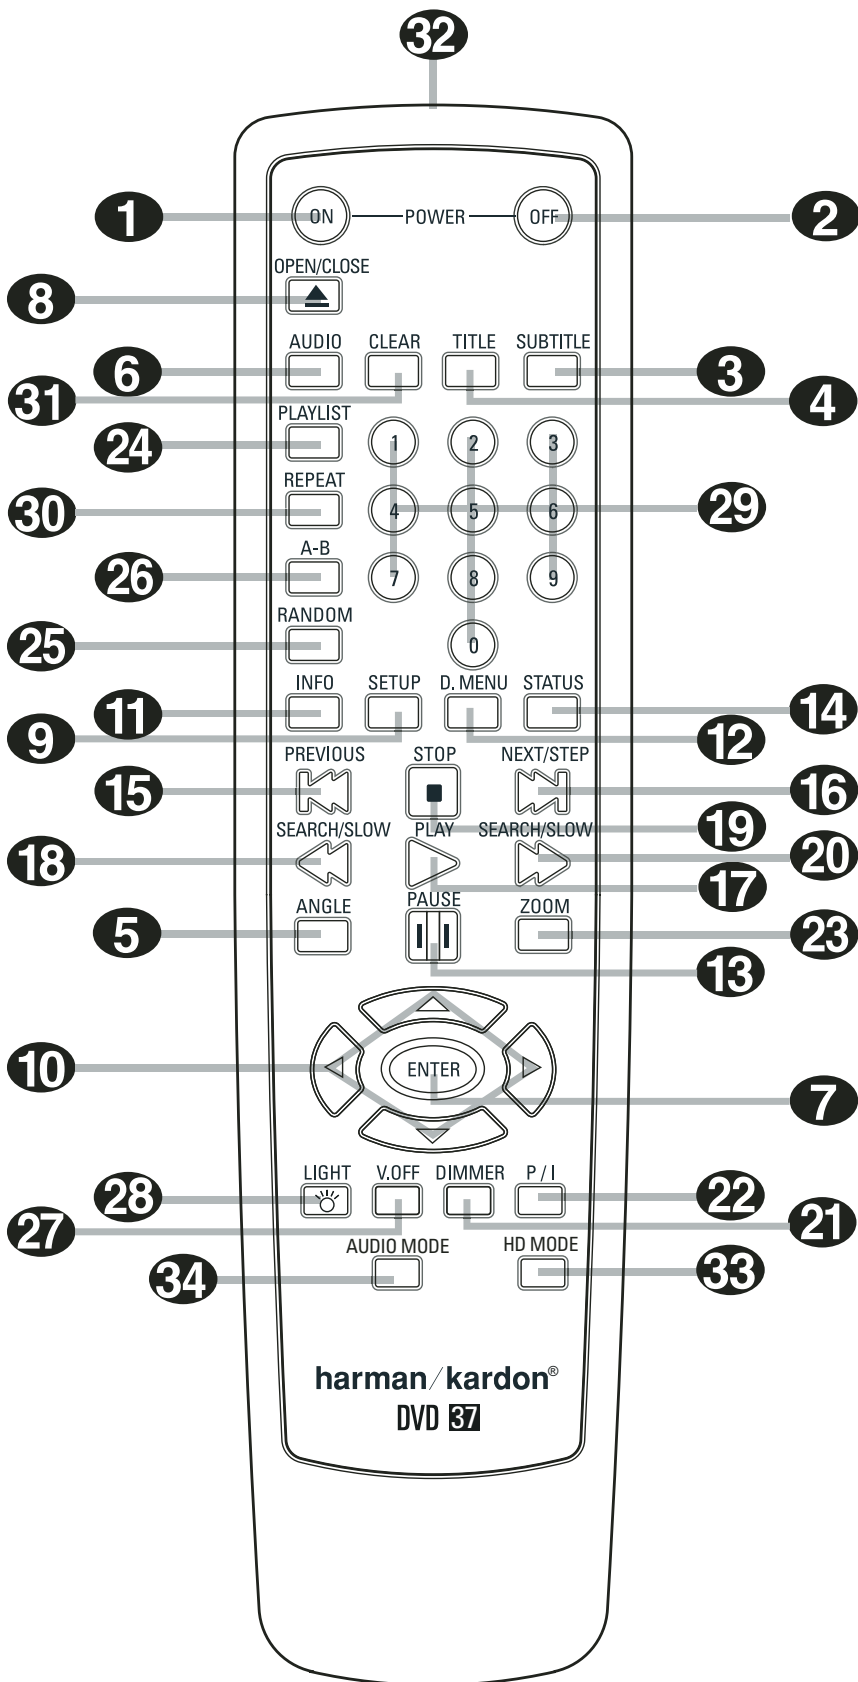 32
1 ON POWER OFF 2
OPEN/CLOSE
8
AUDIO CLEAR TITLE SUBTITLE
6 3
31 4
PLAYLIST
24 1 2 3
REPEAT
30 4 5 6 29
A-B
26 7 8 9
RANDOM
25 0
INFO SETUP D. MENU STATUS
11 14
9 12
PREVIOUS STOP NEXT/STEP
15 16
19
SEARCH/SLOW PLAY SEARCH/SLOW
18 20
17
ANGLE PAUSE ZOOM
5 23
13
10 ENTER
7
LIGHT V.OFF DIMMER P / I
28 22
27 21
AUDIO MODE HD MODE
34 33
harman/kardon®
DVD 37